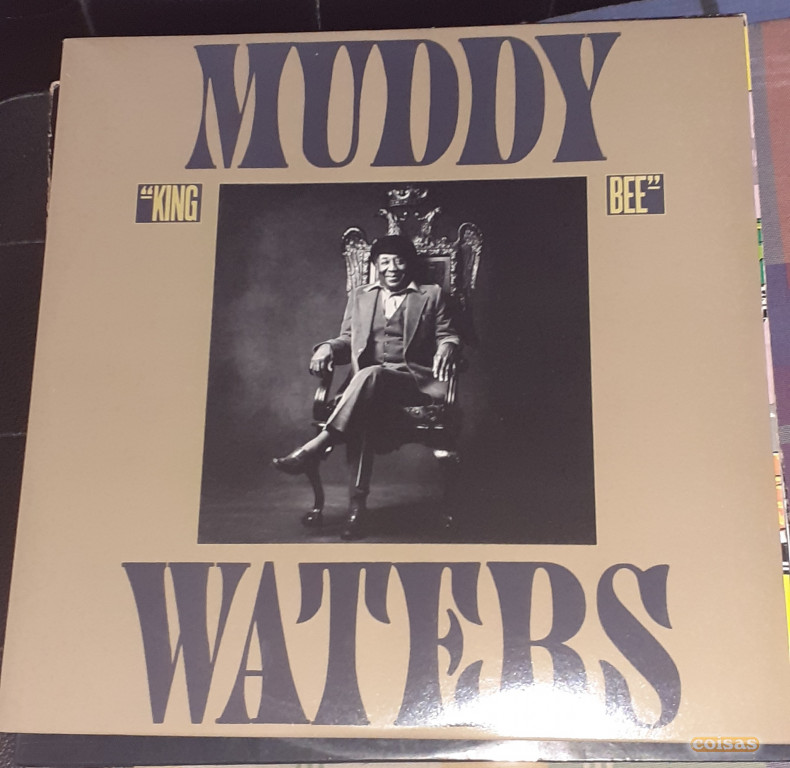 MUDDY
"KING BEE"
WATERS
coisas